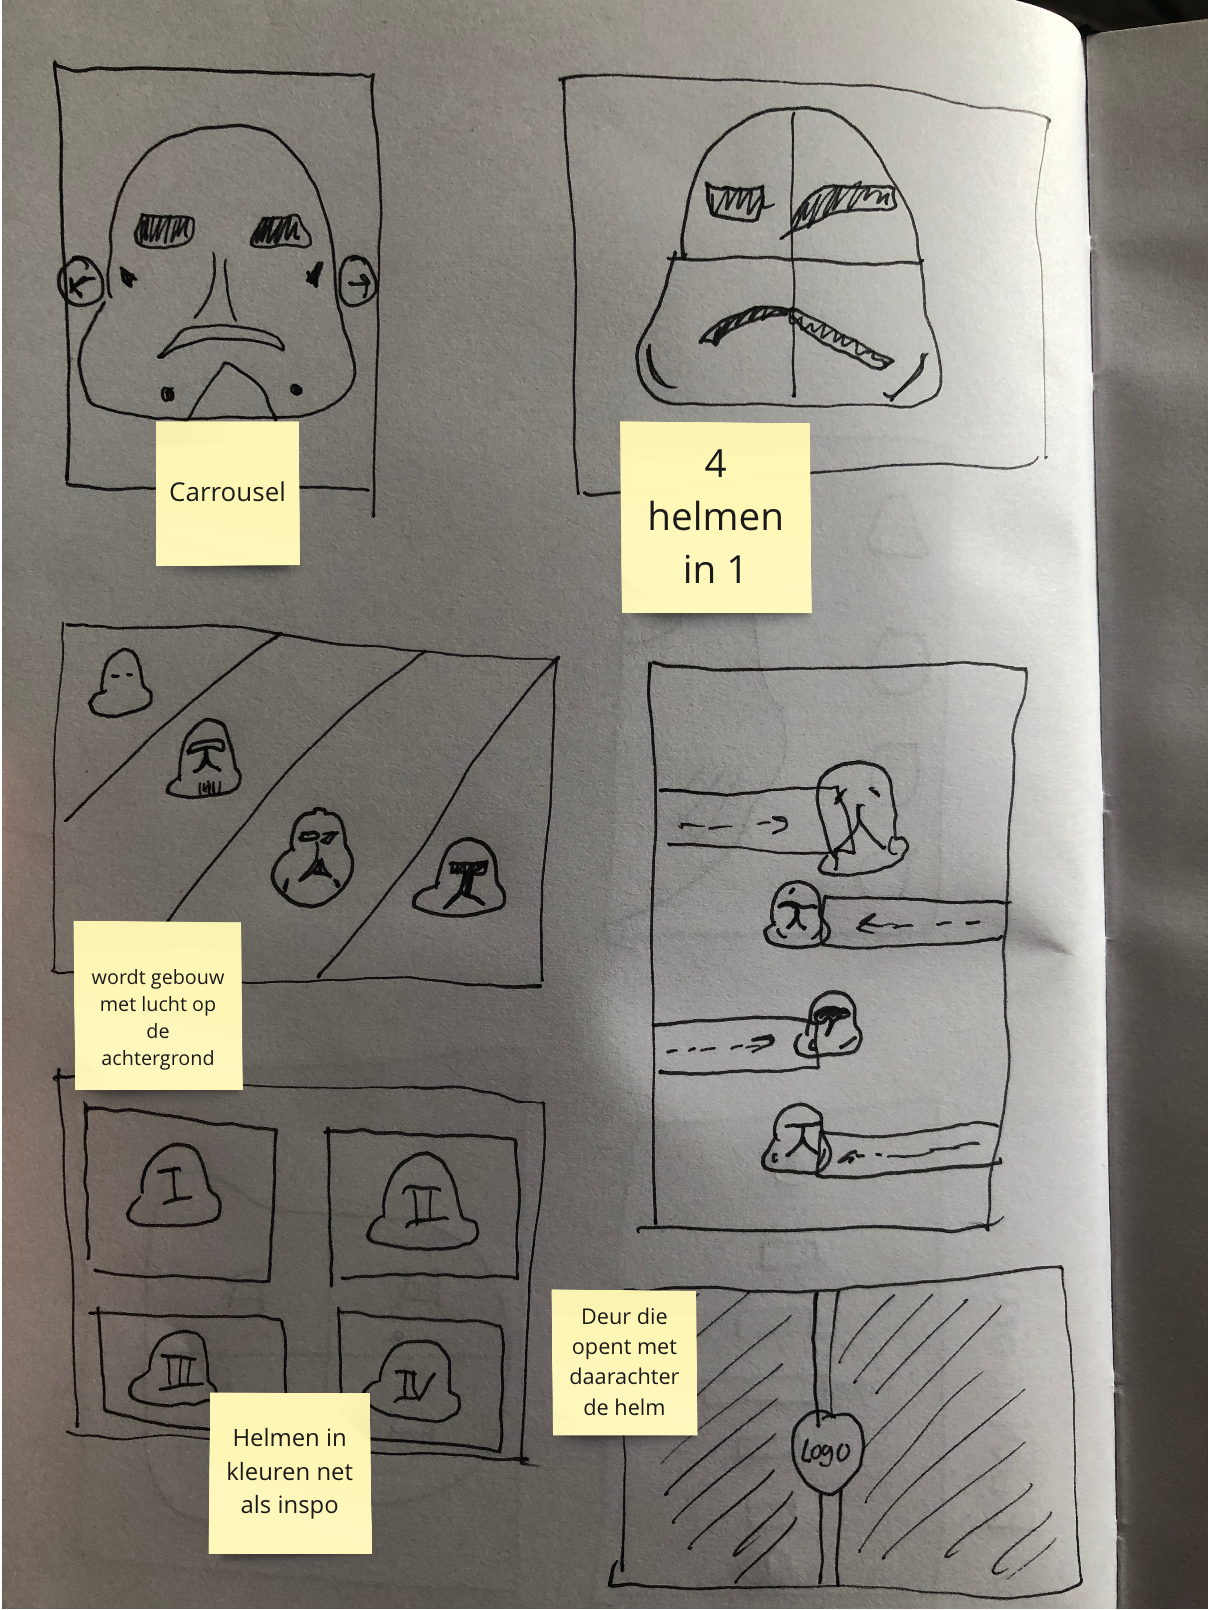 Carrousel
4
helmen
in 1
wordt gebouw
met lucht op
de
achtergrond
I
II
III
IV
Helmen in
kleuren net
als inspo
Deur die
opent met
daarachter
de helm
Logo